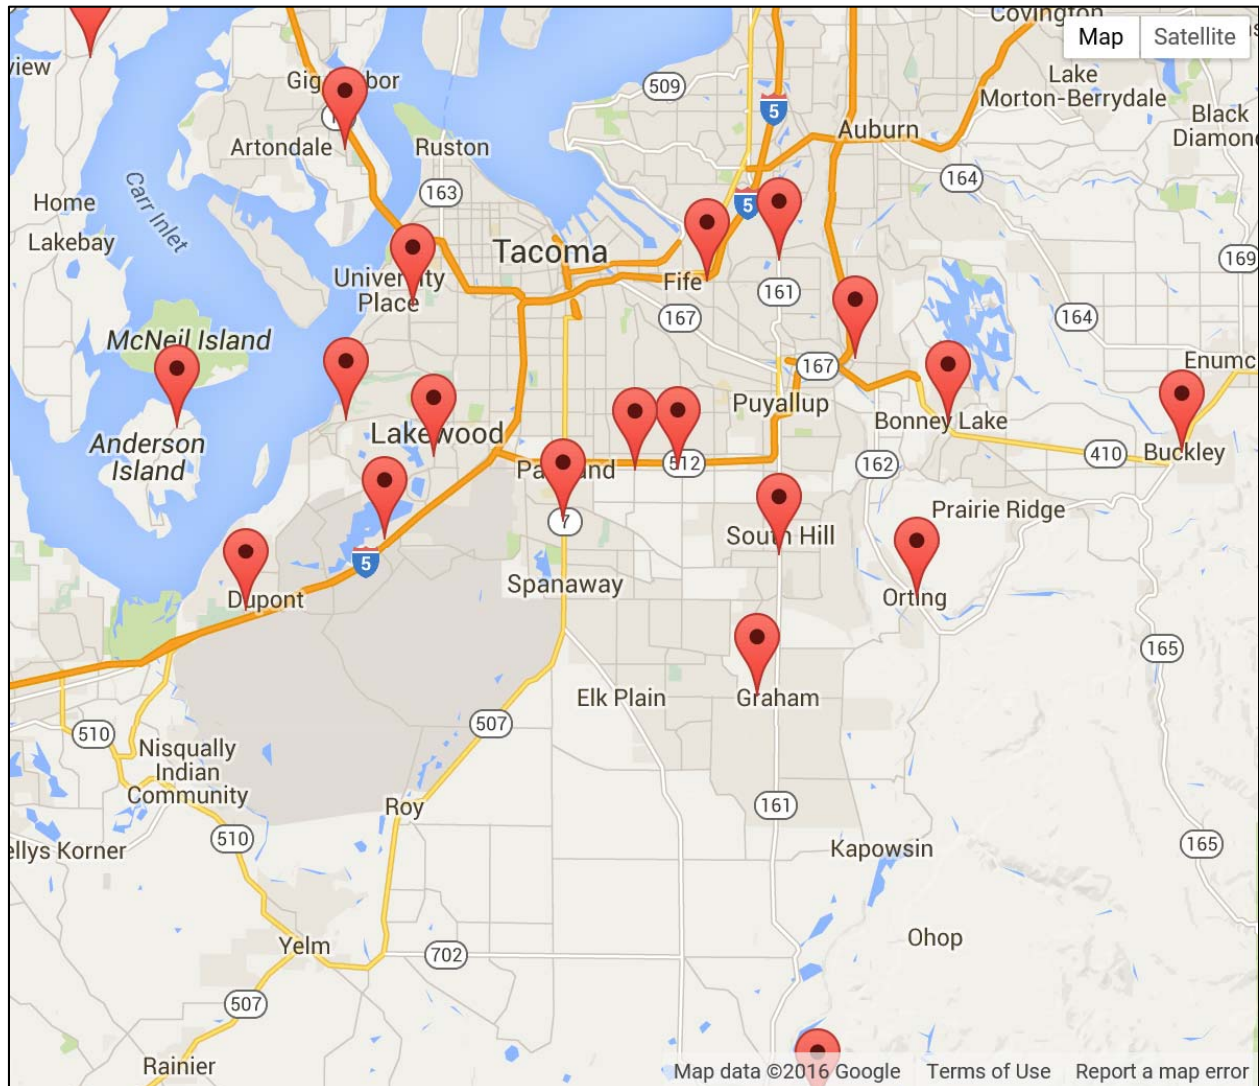 Covington
Map
Satellite
view
Gig Harbor
509
Lake
Morton-Berrydale
5
Black
Diamond
Artondale
Ruston
Auburn
163
164
Home
Lakebay
Carr Inlet
5
Tacoma
169
University
Place
Fife
161
167
164
McNeil Island
Enumc
167
Puyallup
Bonney Lake
Anderson
Island
Lakewood
410
Buckley
Parkland
512
162
7
Prairie Ridge
South Hill
5
Dupont
Spanaway
Orting
165
Elk Plain
Graham
510
507
Nisqually
Indian
Community
Roy
161
510
ellys Korner
Kapowsin
165
Yelm
702
Ohop
507
Rainier
Map data ©2016 Google
Terms of Use
Report a map error